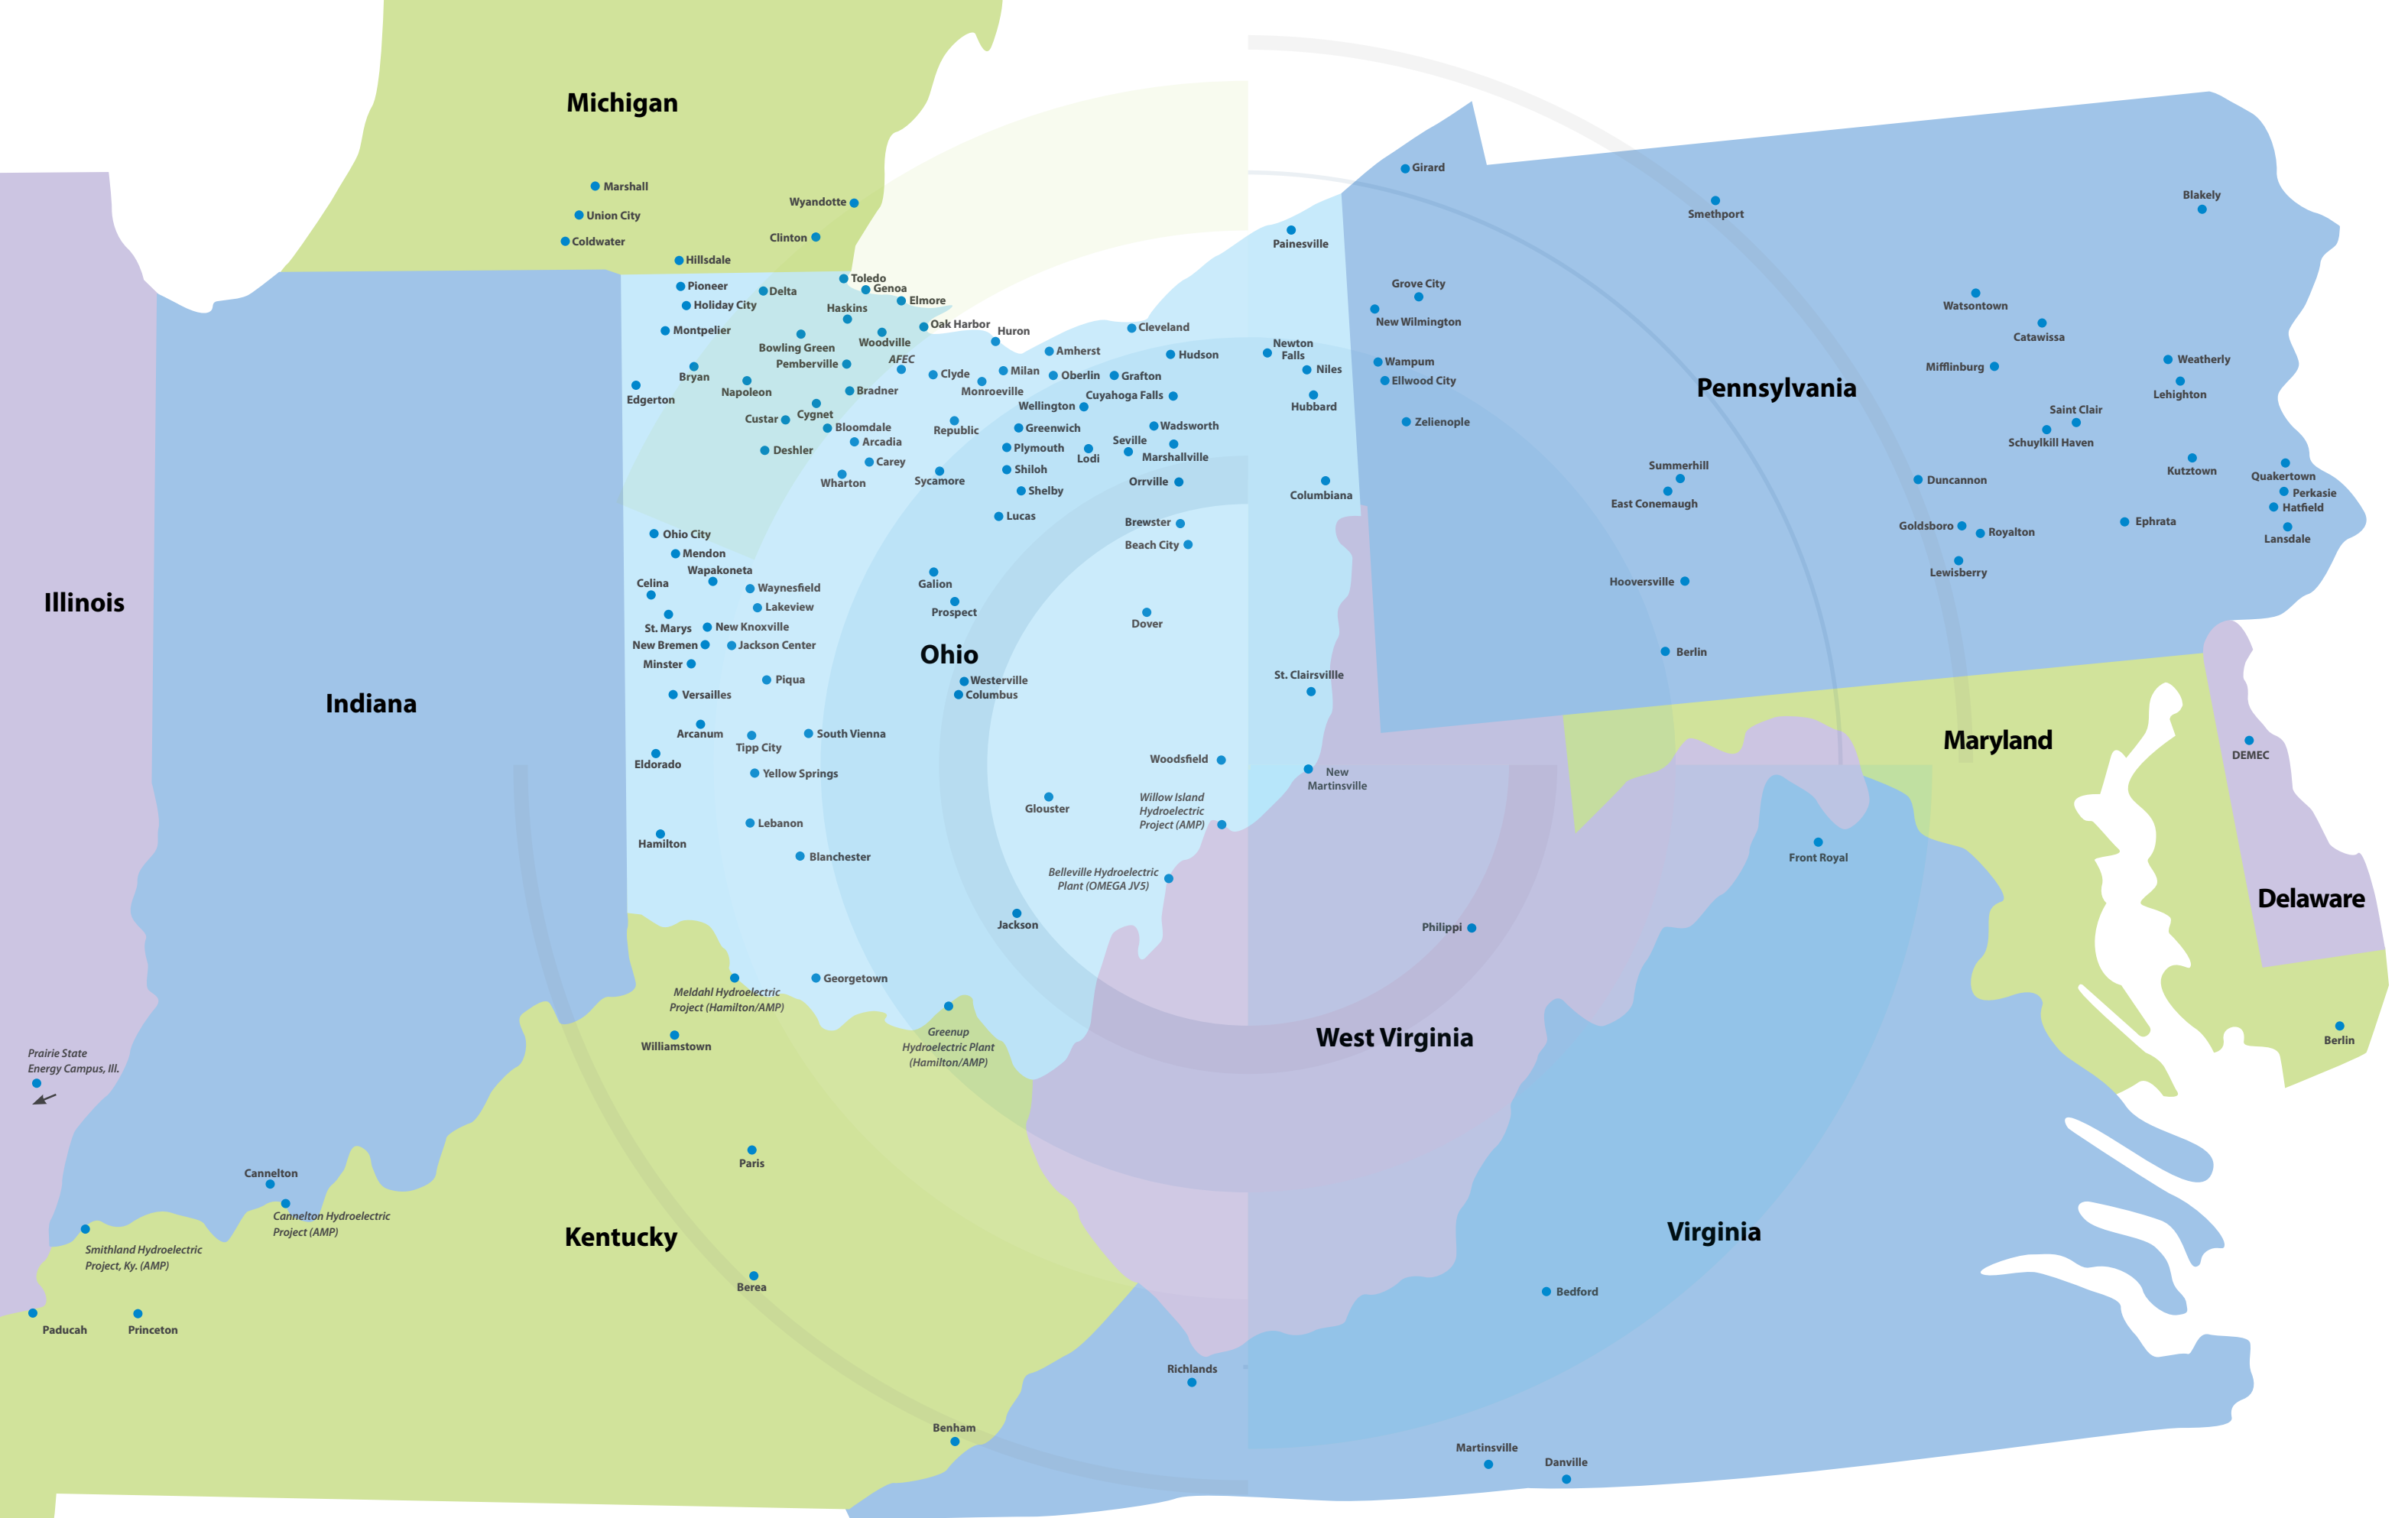 Michigan
Marshall
Union City
Coldwater
Wyandotte
Clinton
Hillsdale
Illinois
Prairie State
Energy Campus, Ill.
Indiana
Cannelton
Cannelton Hydroelectric
Project (AMP)
Smithland Hydroelectric
Project, Ky. (AMP)
Paducah
Princeton
Kentucky
Williamstown
Paris
Berea
Benham
Meldahl Hydroelectric
Project (Hamilton/AMP)
Greenup
Hydroelectric Plant
(Hamilton/AMP)
Ohio
Pioneer
Holiday City
Montpelier
Delta
Toledo
Genoa
Elmore
Haskins
Oak Harbor
Huron
Bowling Green
Woodville
Pemberville
AFEC
Bryan
Napoleon
Edgerton
Bradner
Clyde
Milan
Monroeville
Amherst
Oberlin
Cleveland
Hudson
Grafton
Cuyahoga Falls
Wellington
Custar
Cygnet
Bloomdale
Republic
Greenwich
Wadsworth
Deshler
Arcadia
Carey
Plymouth
Lodi
Seville
Marshallville
Wharton
Sycamore
Shiloh
Shelby
Orrville
Lucas
Brewster
Beach City
Painesville
Newton
Falls
Niles
Hubbard
Columbiana
Ohio City
Mendon
Wapakoneta
Celina
Waynesfield
Lakeview
St. Marys
New Knoxville
New Bremen
Jackson Center
Minster
Piqua
Versailles
Galion
Prospect
Dover
Westerville
Columbus
St. Clairsvillle
Arcanum
Tipp City
South Vienna
Eldorado
Yellow Springs
Woodsfield
Glouster
Lebanon
Hamilton
Blanchester
Willow Island
Hydroelectric
Project (AMP)
Belleville Hydroelectric
Plant (OMEGA JV5)
Jackson
Georgetown
West Virginia
New
Martinsville
Philippi
Pennsylvania
Girard
Smethport
Blakely
Grove City
New Wilmington
Wampum
Ellwood City
Zelienople
Watsontown
Catawissa
Mifflinburg
Weatherly
Lehighton
Saint Clair
Schuylkill Haven
Summerhill
East Conemaugh
Duncannon
Kutztown
Quakertown
Perkasie
Hatfield
Lansdale
Goldsboro
Royalton
Ephrata
Lewisberry
Hooversville
Berlin
Maryland
Berlin
Delaware
DEMEC
Virginia
Front Royal
Bedford
Richlands
Martinsville
Danville